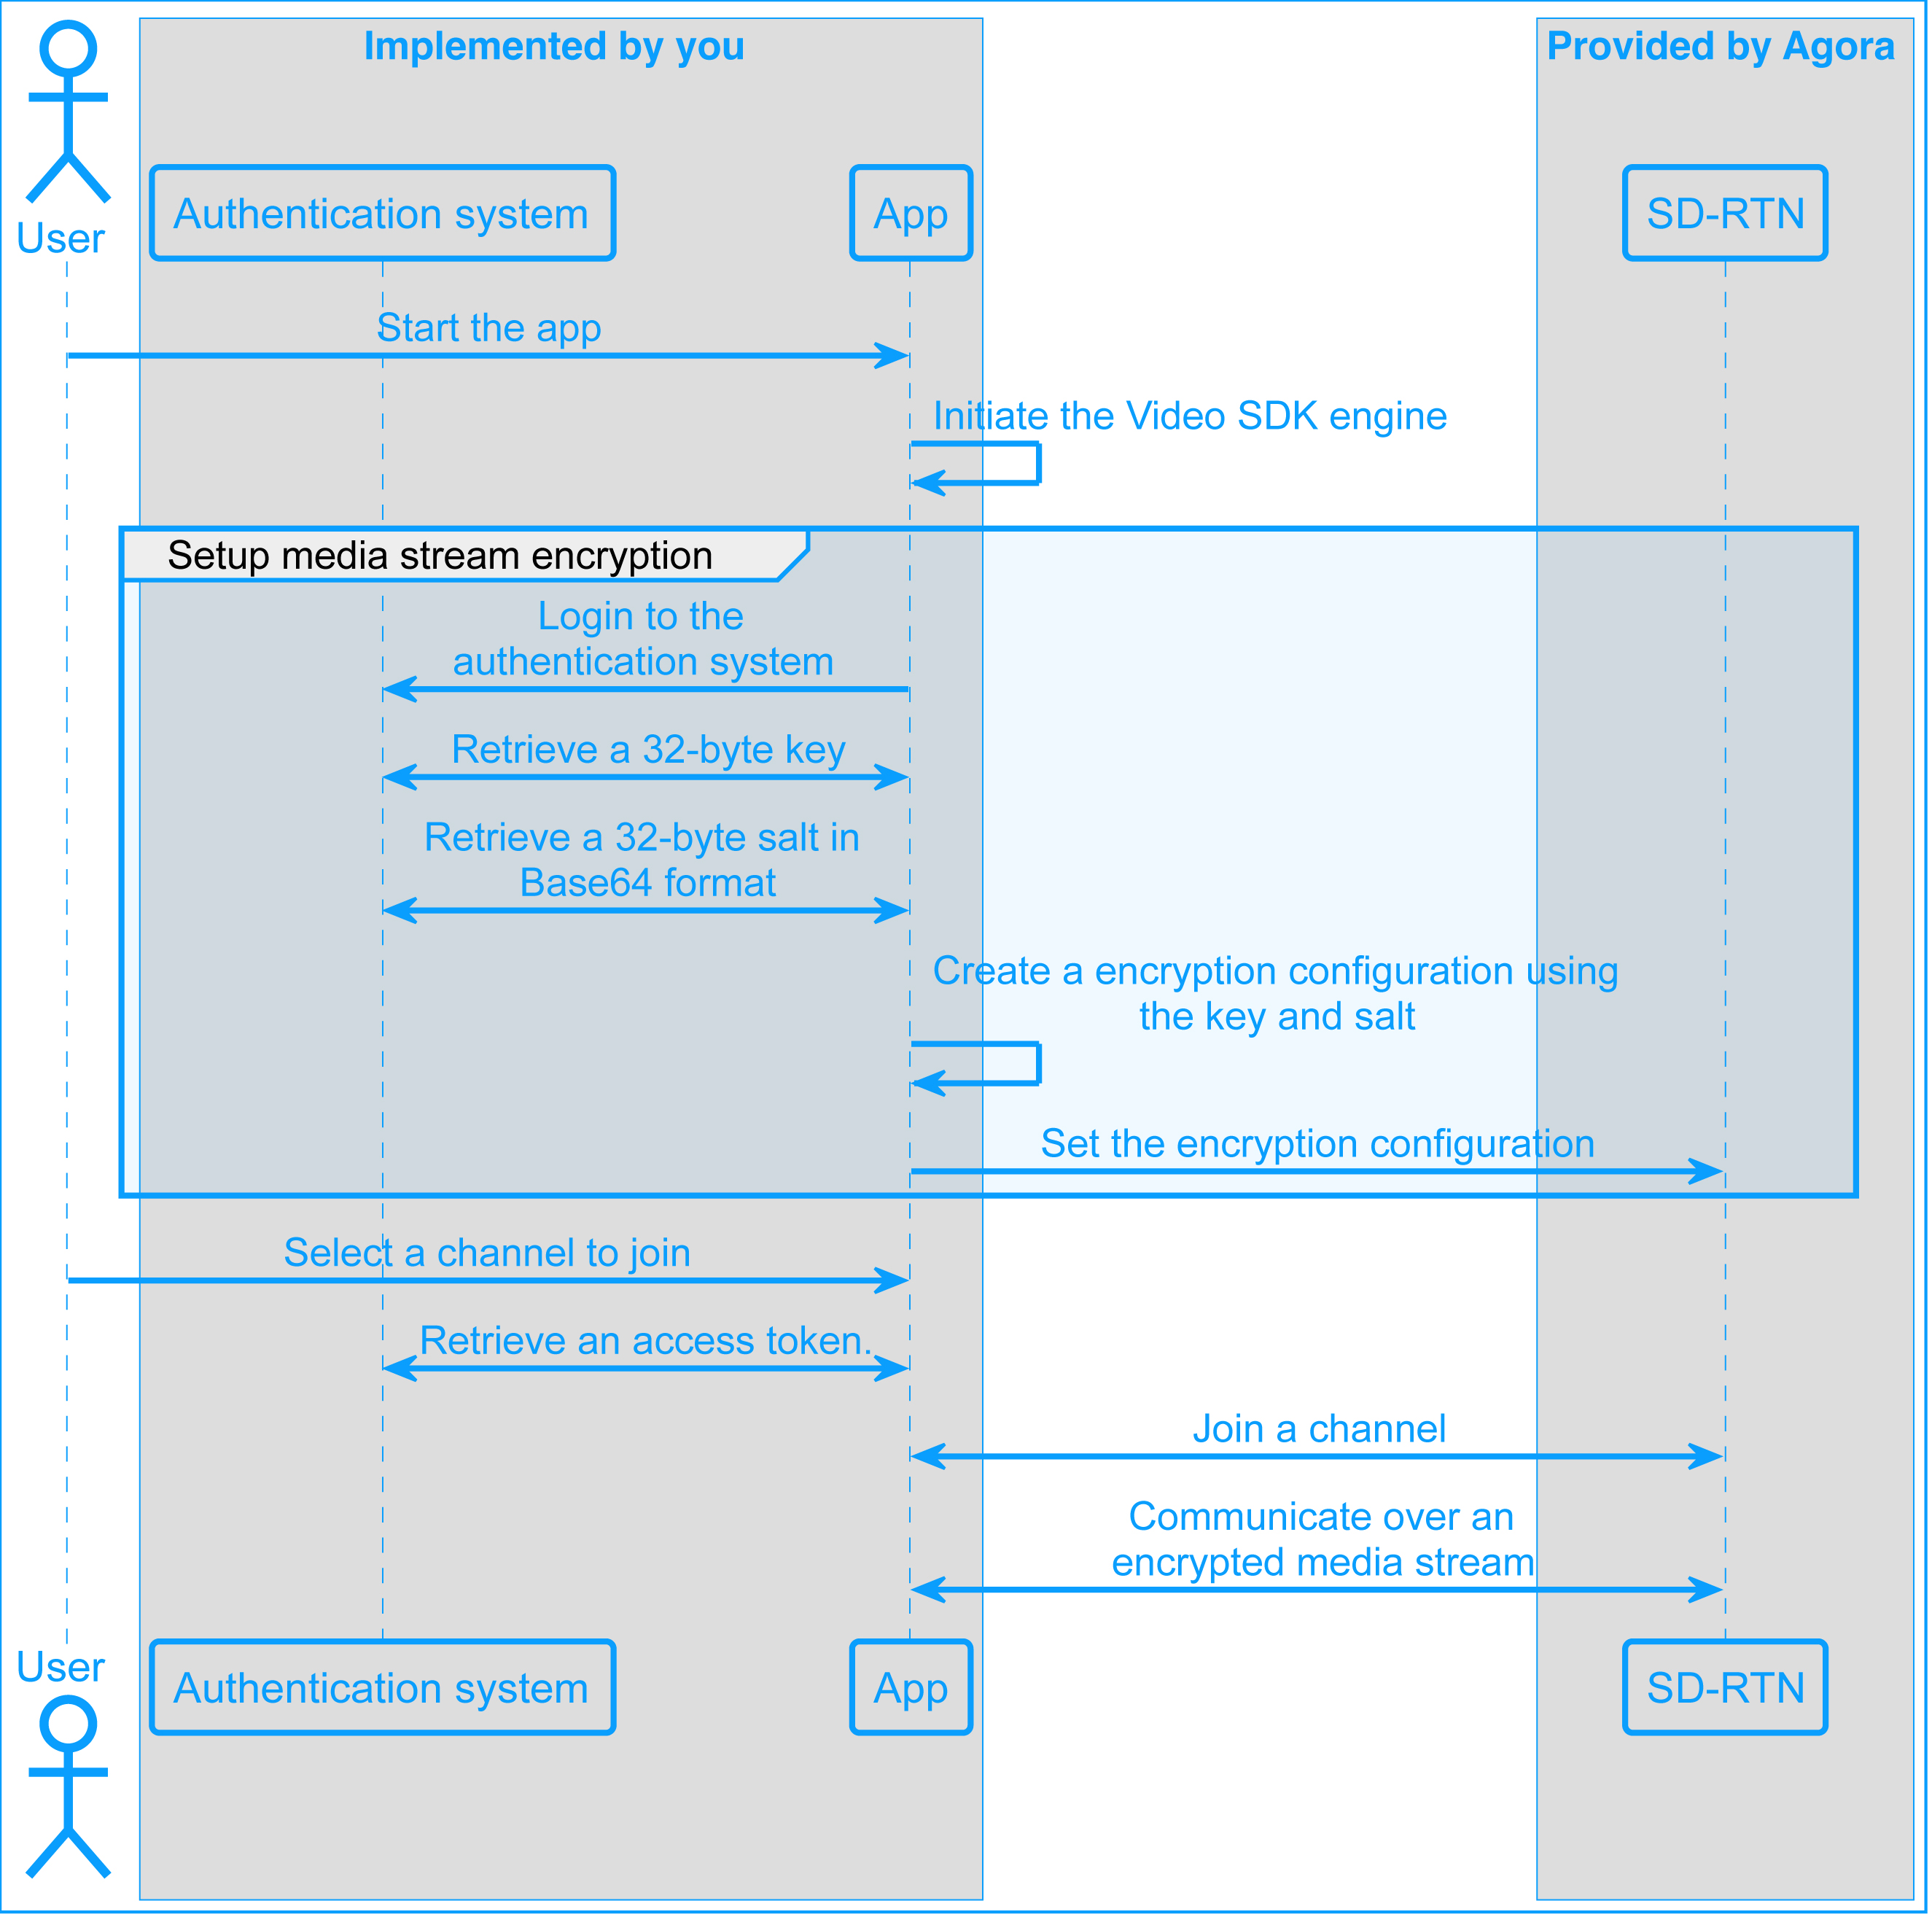 Implemented by you
Provided by Agora
User
Authentication system
App
SD-RTN
Start the app
Initiate the Video SDK engine
Setup media stream encryption
Login to the
authentication system
Retrieve a 32-byte key
Retrieve a 32-byte salt in
Base64 format
Create a encryption configuration using
the key and salt
Set the encryption configuration
Select a channel to join
Retrieve an access token.
Join a channel
Communicate over an
encrypted media stream
User
Authentication system
App
SD-RTN